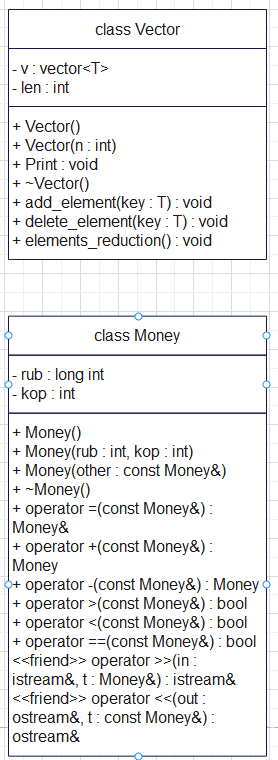 class Vector
- v : vector<T>
- len : int
+ Vector()
+ Vector(n : int)
+ Print : void
+ ~Vector()
+ add_element(key : T) : void
+ delete_element(key : T) : void
+ elements_reduction() : void
class Money
- rub : long int
- kop : int
+ Money()
+ Money(rub : int, kop : int)
+ Money(other : const Money&)
+ ~Money()
+ operator =(const Money&) :
Money&
+ operator +(const Money&) :
Money
+ operator -(const Money&) : Money
+ operator >(const Money&) : bool
+ operator <(const Money&) : bool
+ operator ==(const Money&) : bool
<<friend>> operator >>(in :
istream&, t : Money&) : istream&
<<friend>> operator <<(out :
ostream&, t : const Money&) :
ostream&